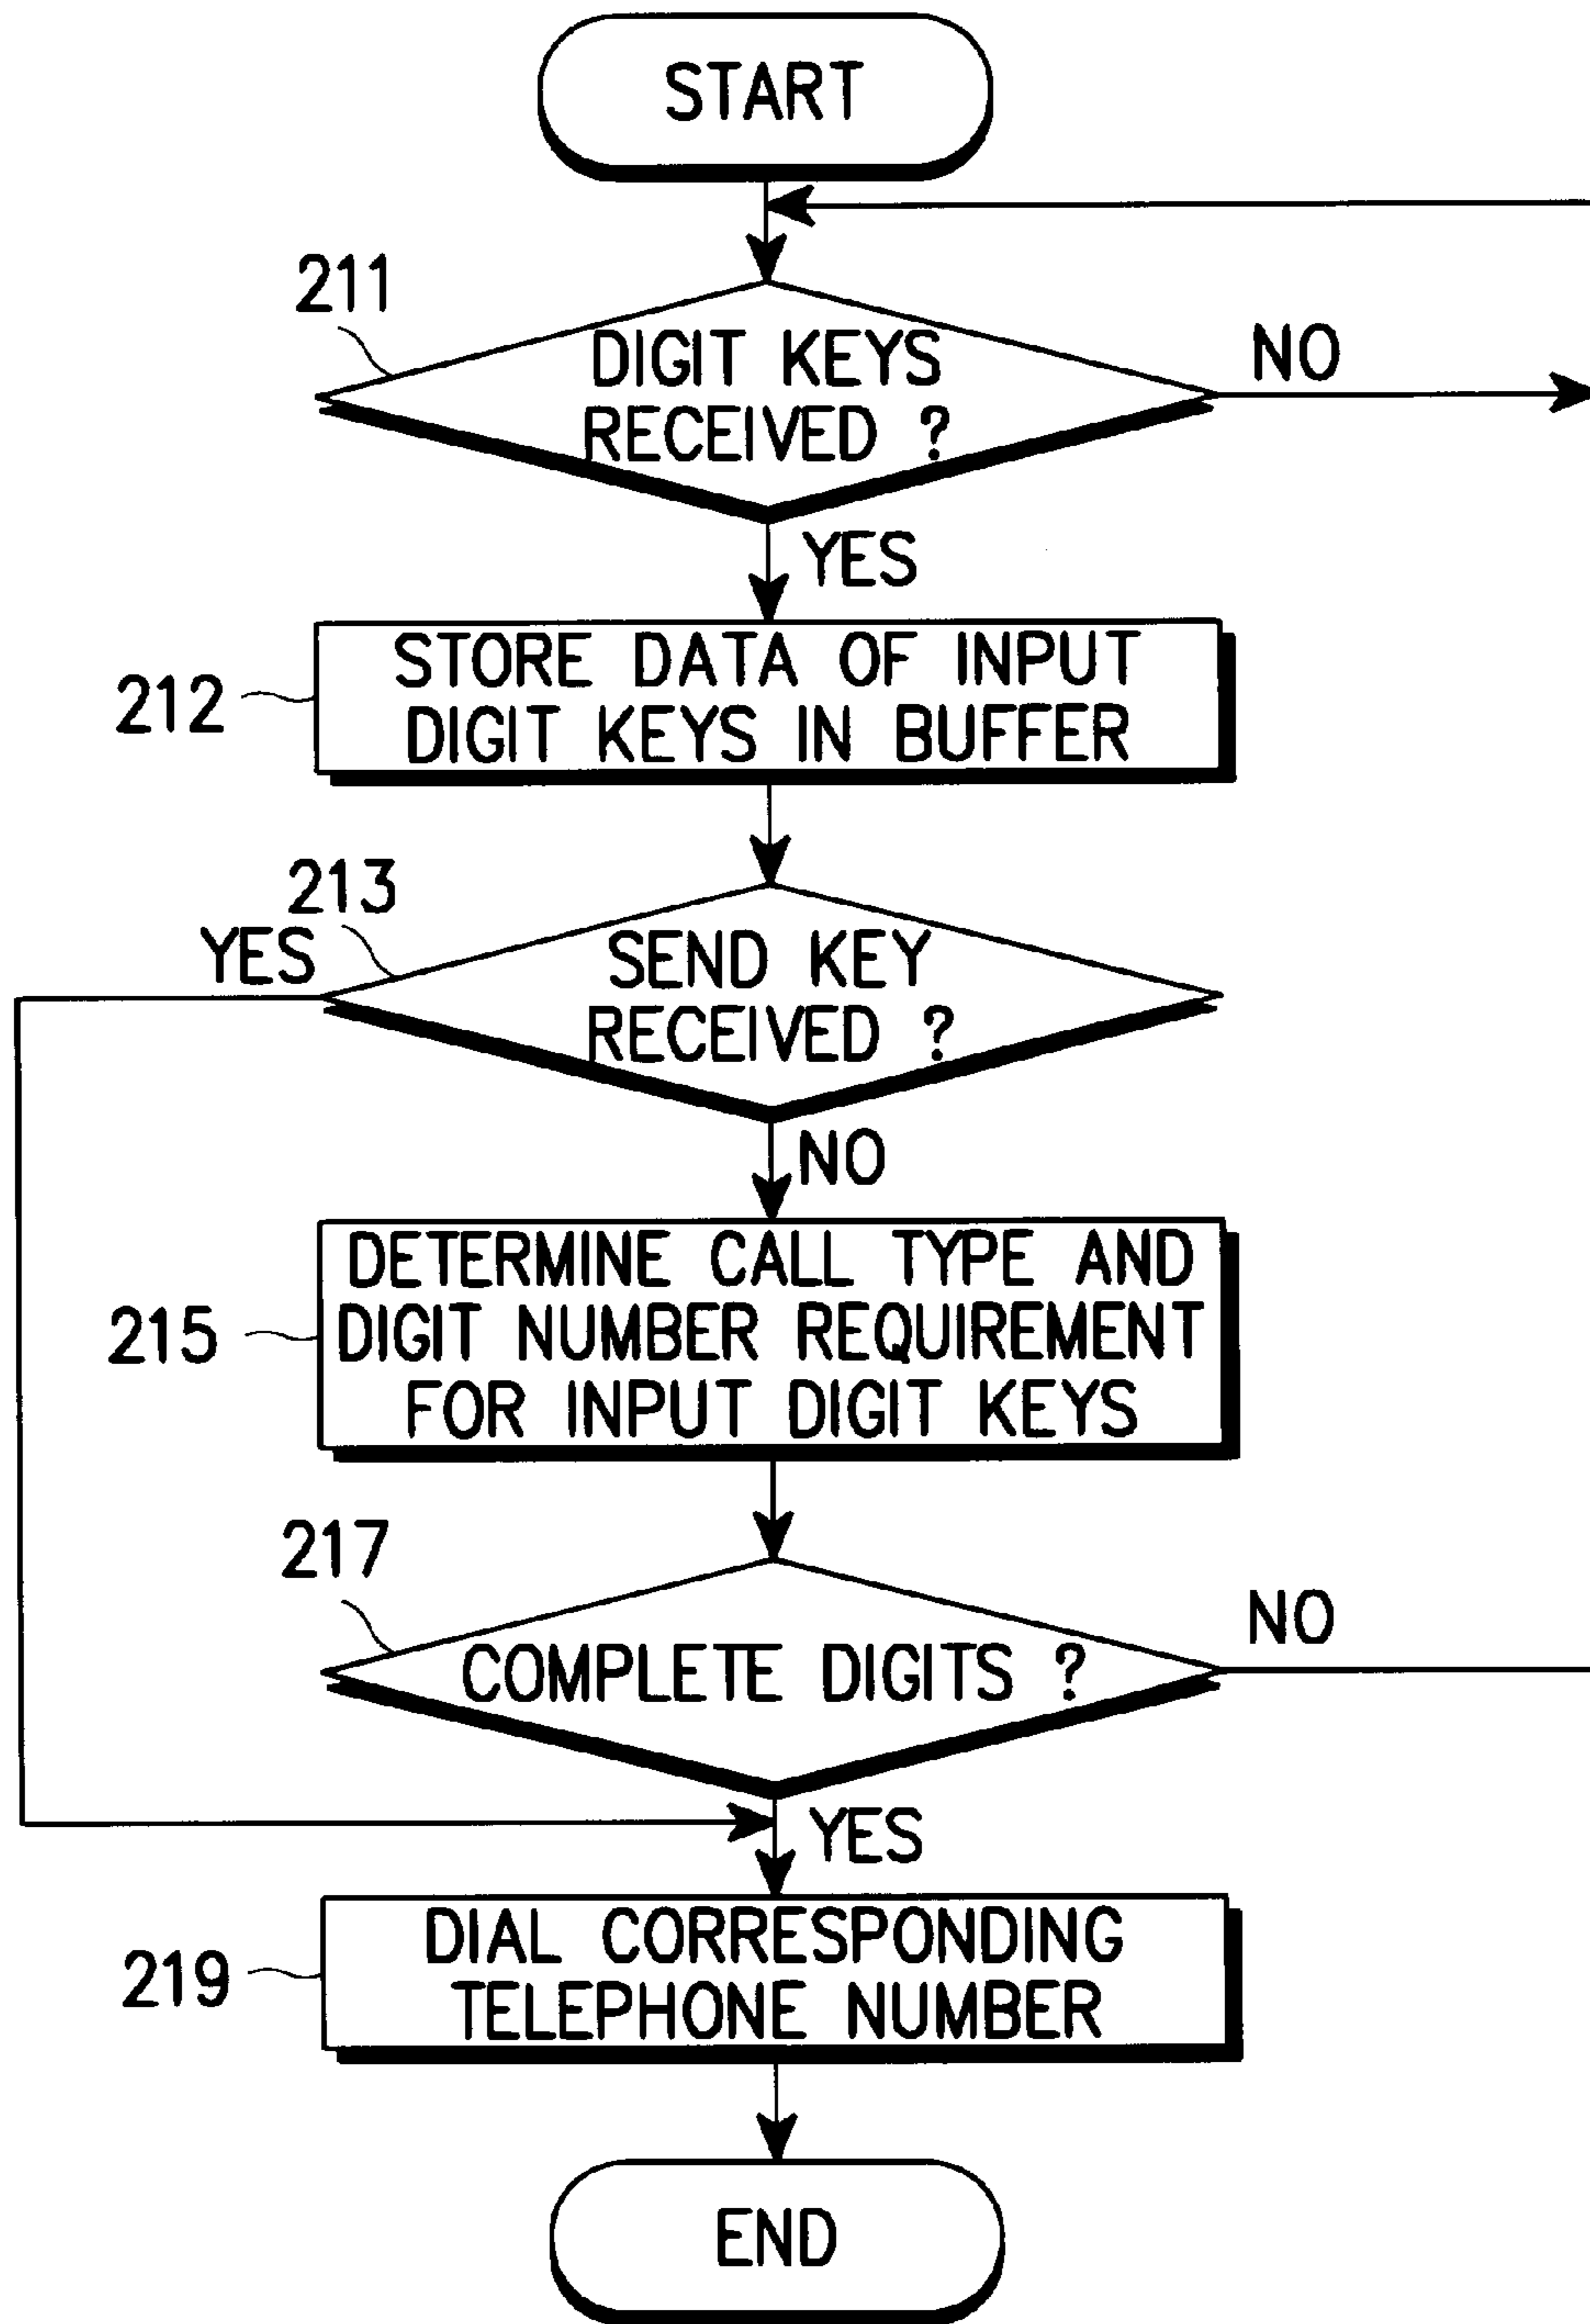 START
211
DIGIT KEYS
RECEIVED ?
NO
YES
212
STORE DATA OF INPUT
DIGIT KEYS IN BUFFER
213
YES
SEND KEY
RECEIVED ?
NO
215
DETERMINE CALL TYPE AND
DIGIT NUMBER REQUIREMENT
FOR INPUT DIGIT KEYS
217
COMPLETE DIGITS ?
NO
YES
219
DIAL CORRESPONDING
TELEPHONE NUMBER
END